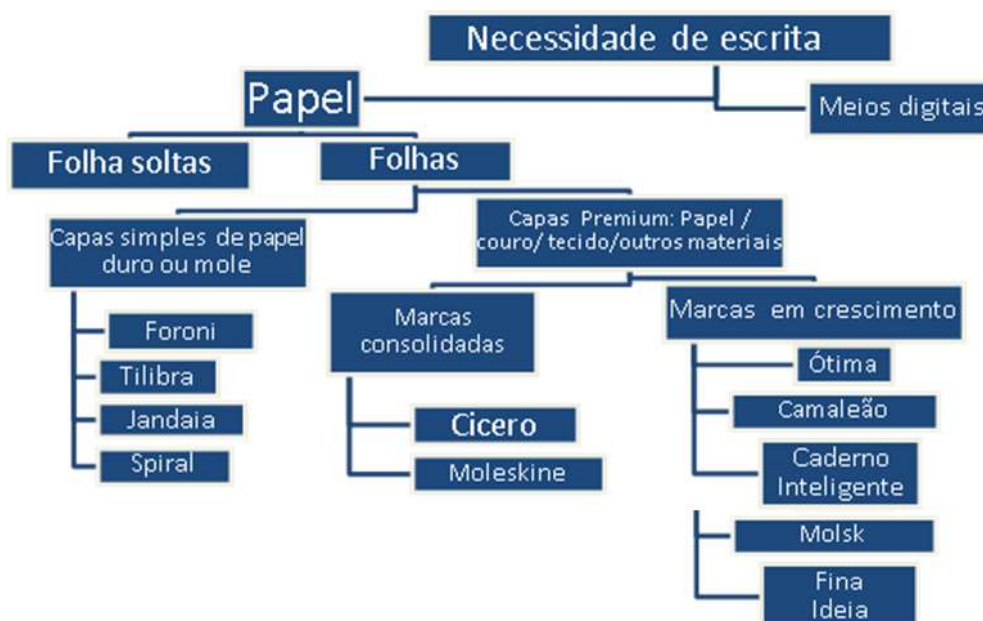 Necessidade de escrita
Papel
Meios digitais
Folha soltas
Folhas
Capas simples de papel
duro ou mole
Capas Premium: Papel /
couro/ tecido/outros materiais
Foroni
Tilibra
Jandaia
Spiral
Marcas
consolidadas
Cicero
Moleskine
Marcas em crescimento
Ótima
Camaleão
Caderno
Inteligente
Molsk
Fina
Ideia